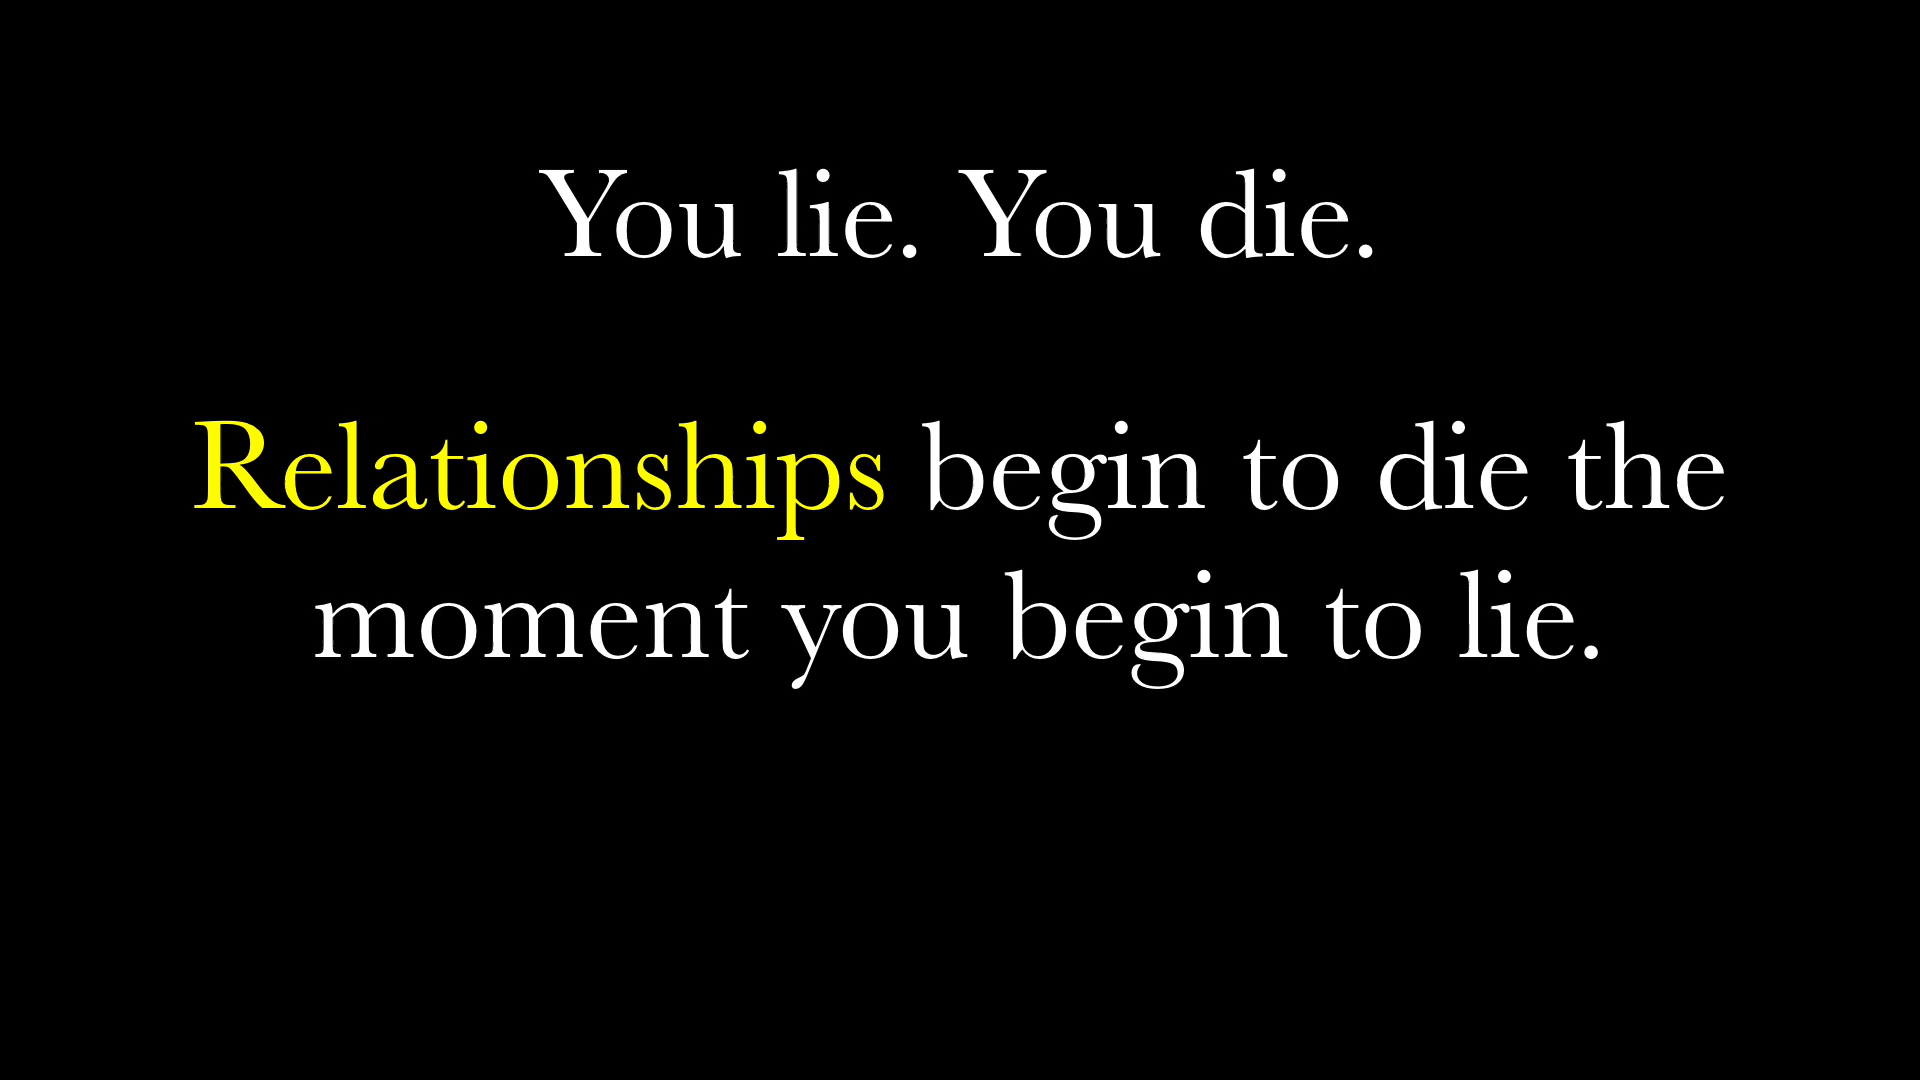 You lie. You die.
Relationships begin to die the
moment you begin to lie.